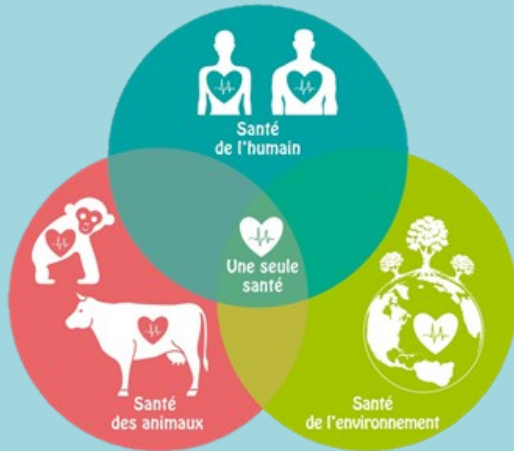 Santé
de l'humain
Une seule
santé
Santé
des animaux
Santé
de l'environnement